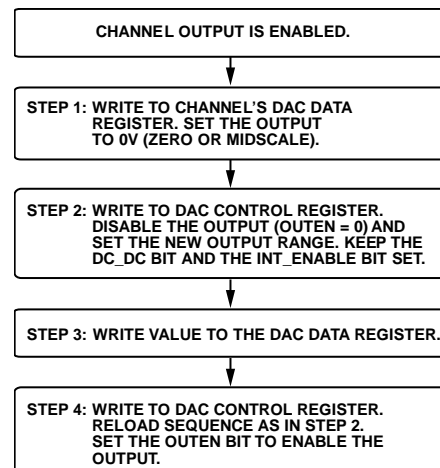 CHANNEL OUTPUT IS ENABLED.
STEP 1: WRITE TO CHANNEL'S DAC DATA
REGISTER. SET THE OUTPUT
TO 0V (ZERO OR MIDSCALE).
STEP 2: WRITE TO DAC CONTROL REGISTER.
DISABLE THE OUTPUT (OUTEN = 0) AND
SET THE NEW OUTPUT RANGE. KEEP THE
DC_DC BIT AND THE INT_ENABLE BIT SET.
STEP 3: WRITE VALUE TO THE DAC DATA REGISTER.
STEP 4: WRITE TO DAC CONTROL REGISTER.
RELOAD SEQUENCE AS IN STEP 2.
SET THE OUTEN BIT TO ENABLE THE
OUTPUT.